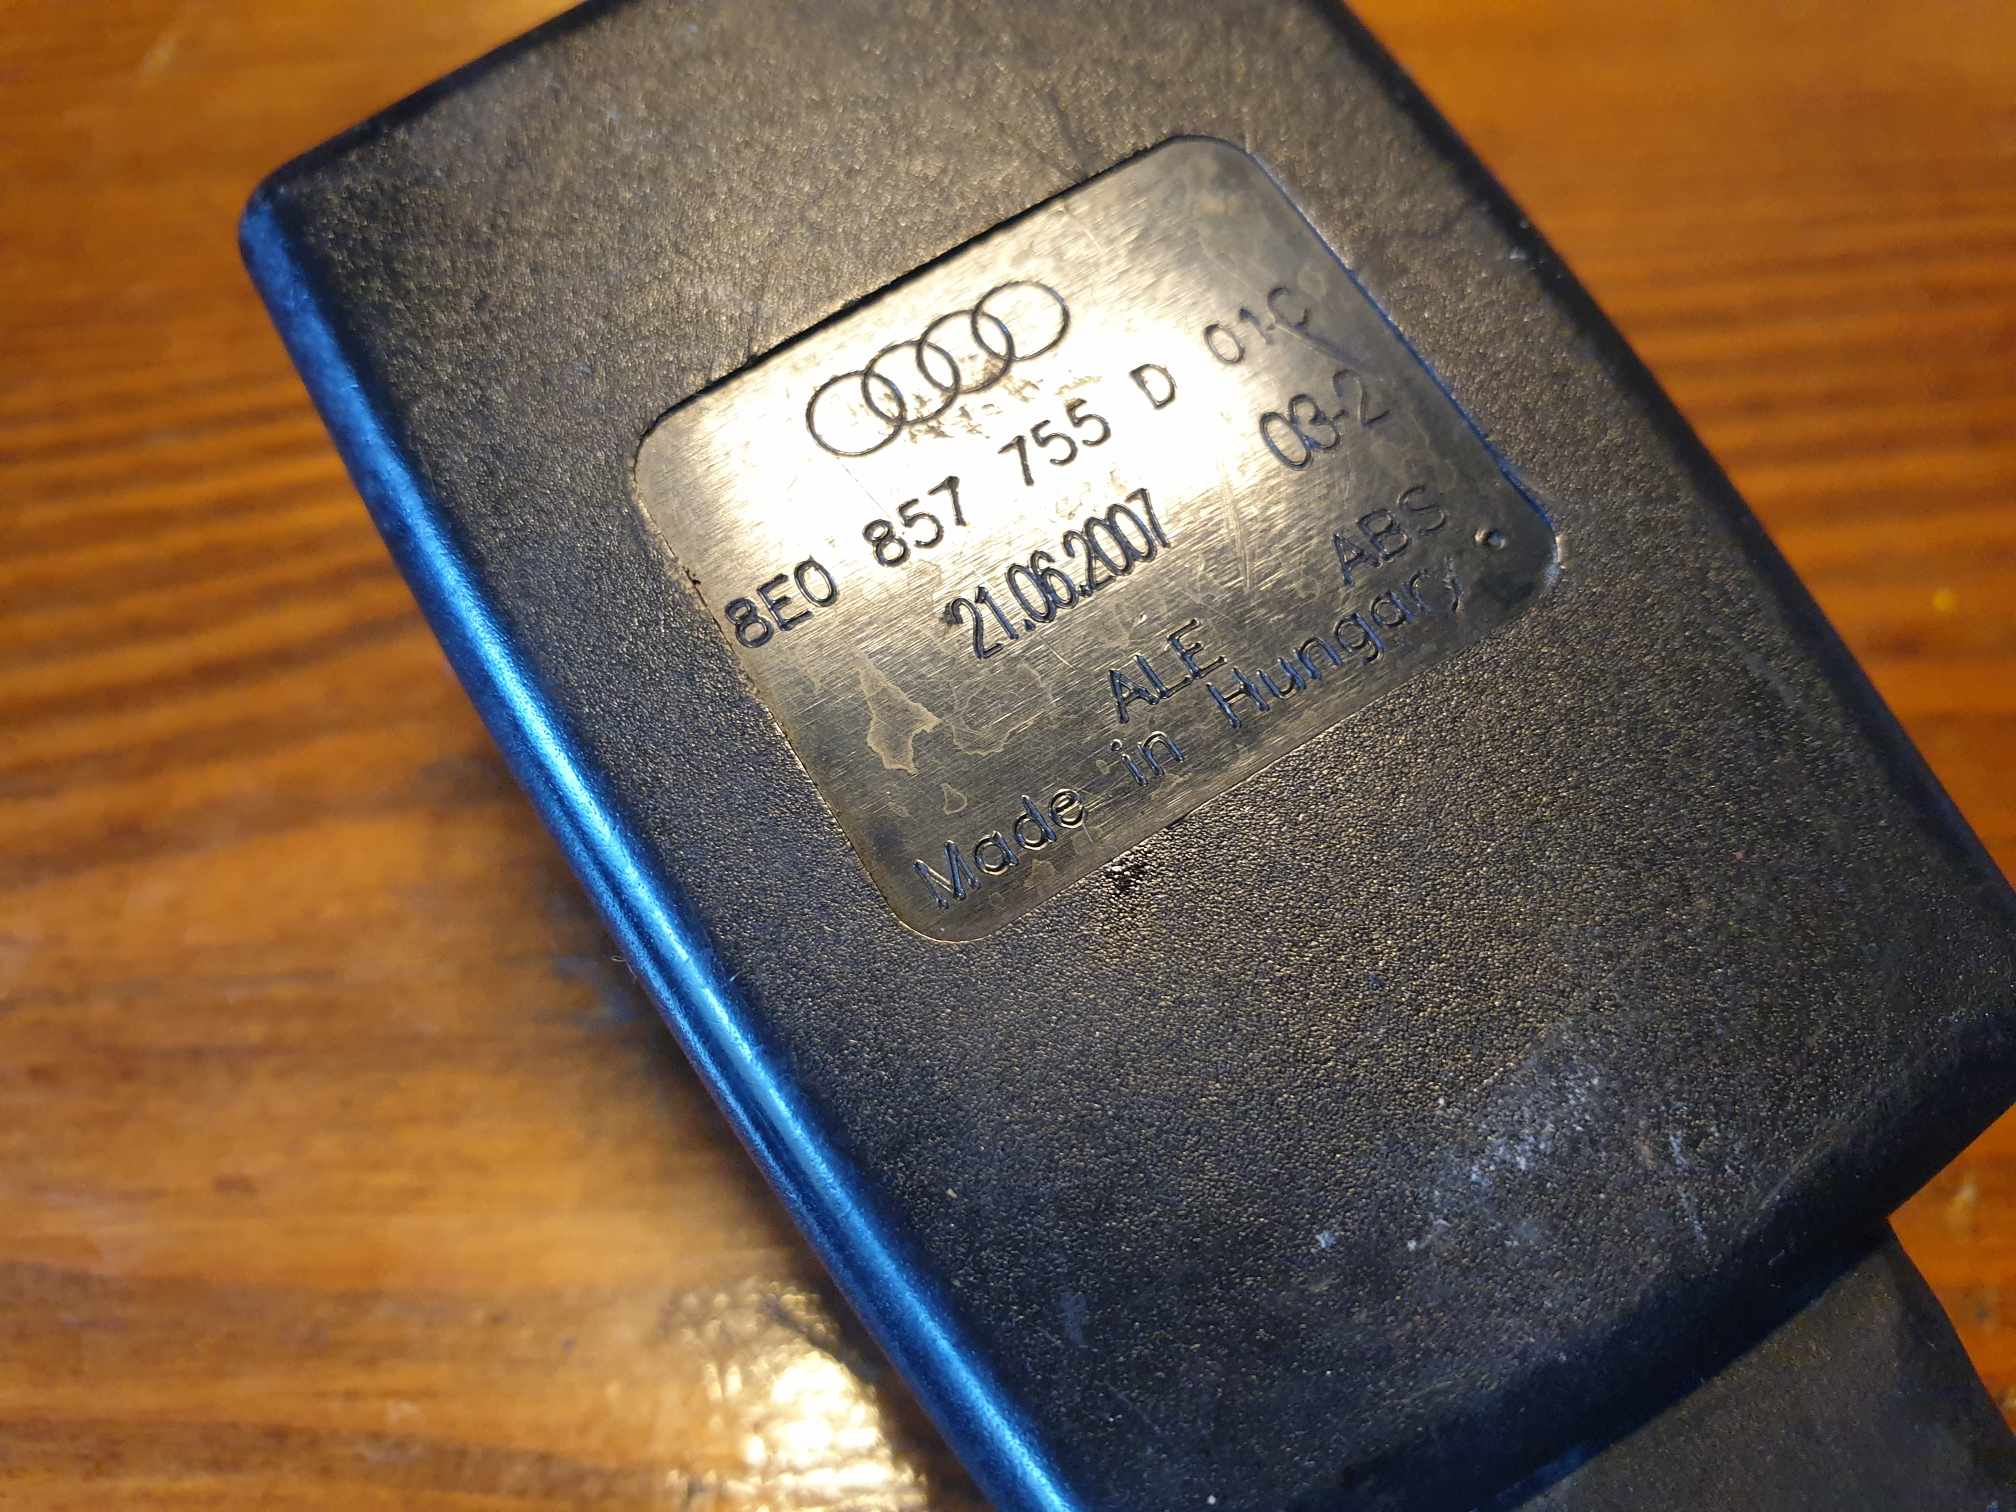 8E0 857 755 D 01C
21.06.2007 03-2
ALE ABS
Made in Hungary